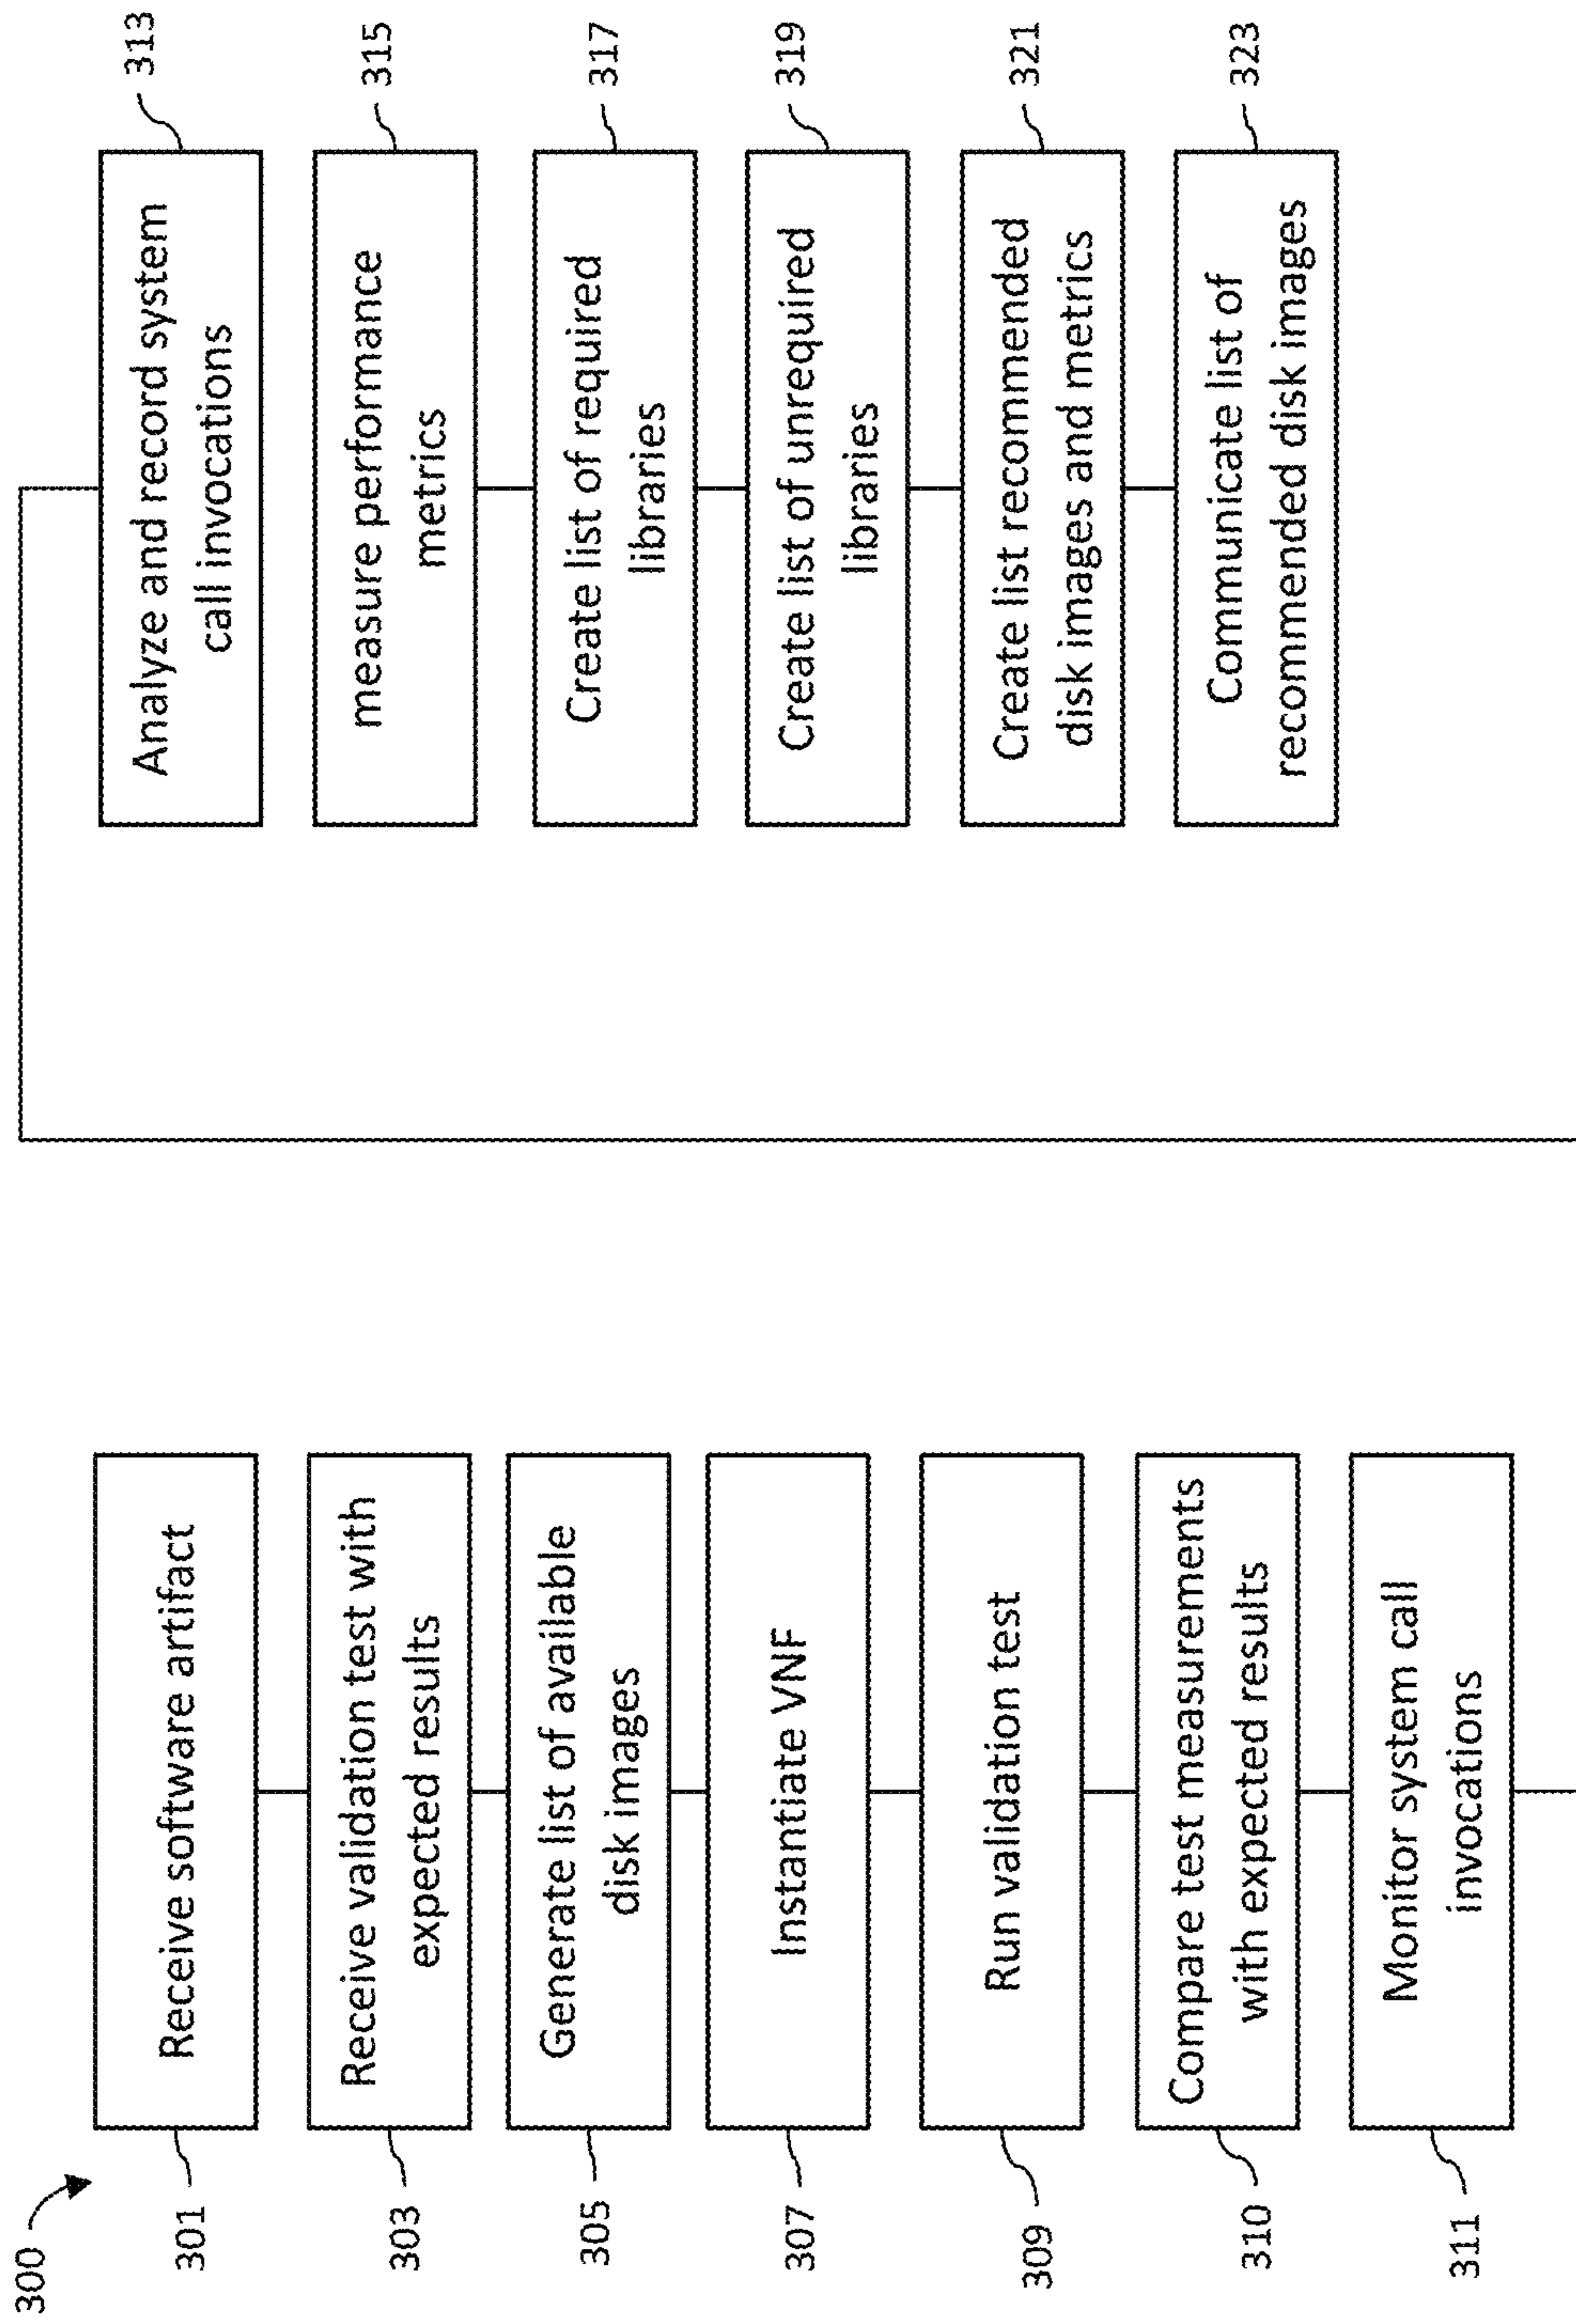 300
301
Receive software artifact
303
Receive validation test with
expected results
305
Generate list of available
disk images
307
Instantiate VNF
309
Run validation test
310
Compare test measurements
with expected results
311
Monitor system call
invocations
313
Analyze and record system
call invocations
315
measure performance
metrics
317
Create list of required
libraries
319
Create list of unrequired
libraries
321
Create list recommended
disk images and metrics
323
Communicate list of
recommended disk images